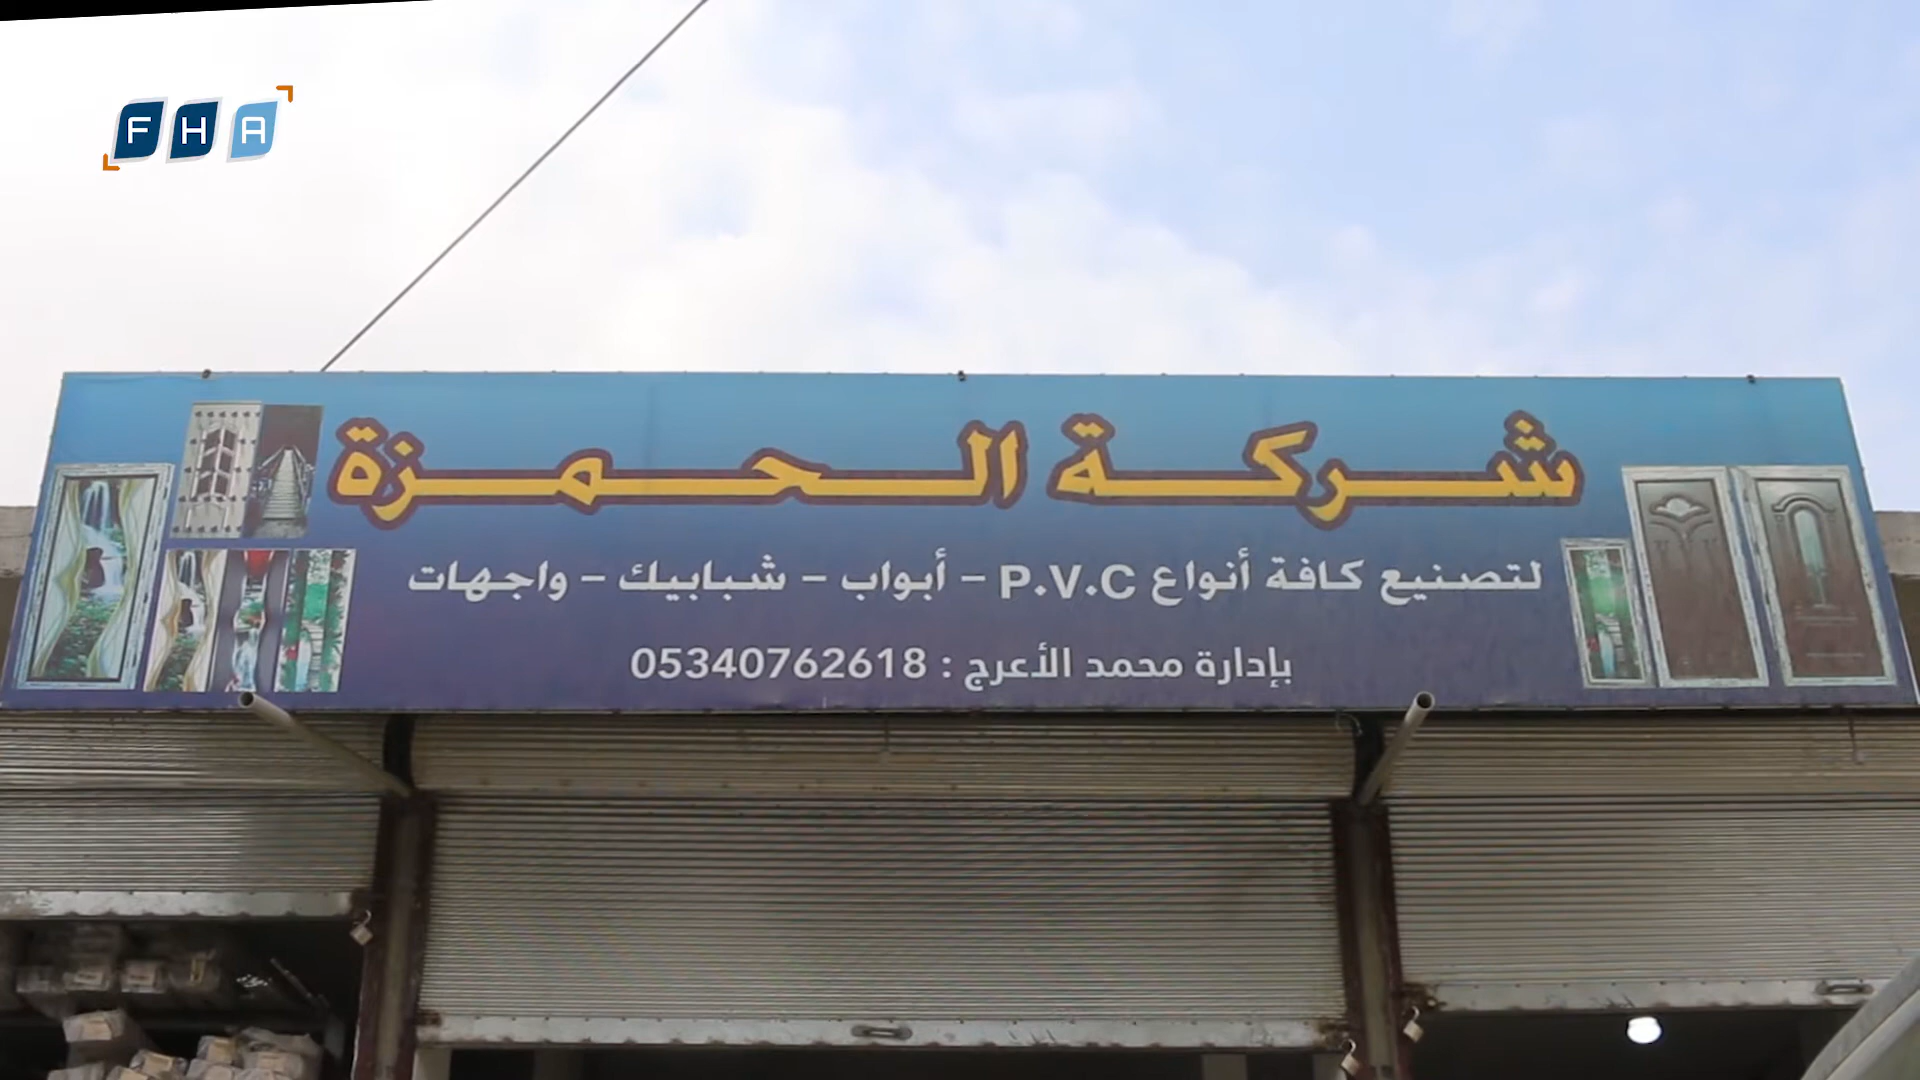 FHA
شركة الحمزة
لتصنيع كافة أنواع P.V.C - أبواب - شبابيك - واجهات
بإدارة محمد الأعرج : 05340762618